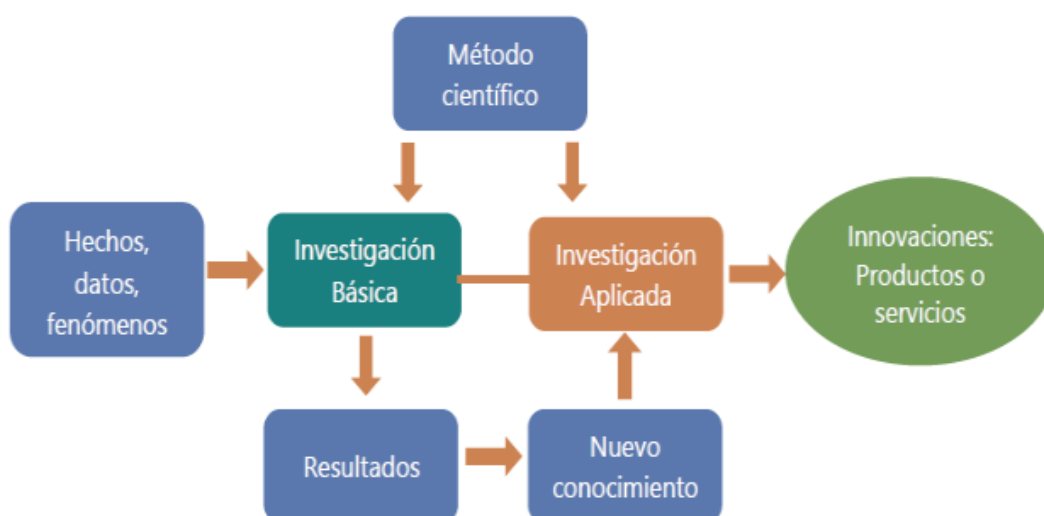 Método
científico
Hechos,
datos,
fenómenos
Investigación
Básica
Investigación
Aplicada
Innovaciones:
Productos o
servicios
Resultados
Nuevo
conocimiento